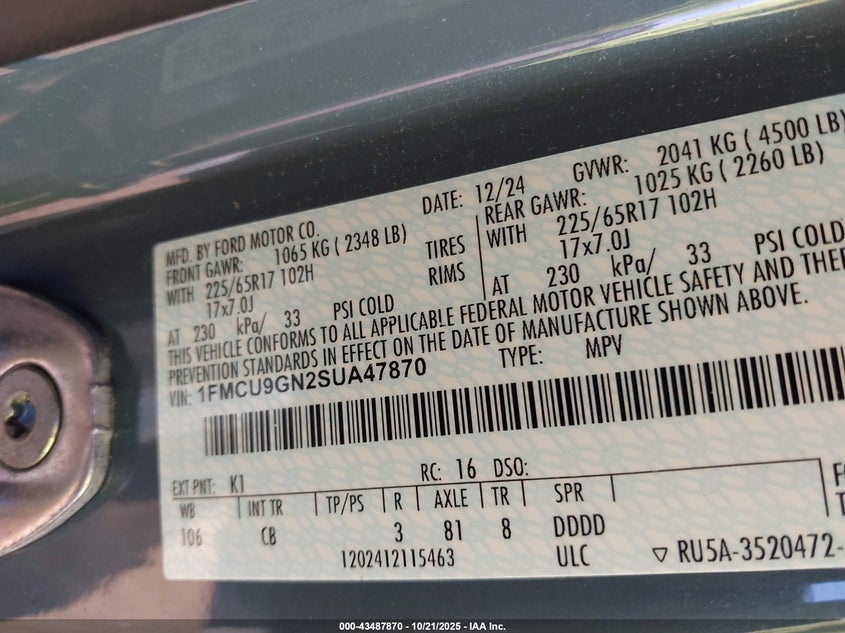 MFD. BY FORD MOTOR CO. DATE: 12/24 GVWR: 2041 KG ( 4500 LB)
FRONT GAWR: 1065 KG ( 2348 LB) REAR GAWR: 1025 KG ( 2260 LB)
WITH 225/65R17 102H TIRES WITH 225/65R17 102H
17x7.0J RIMS 17x7.0J
AT 230 kPa/ 33 PSI COLD AT 230 kPa/ 33 PSI COLD
THIS VEHICLE CONFORMS TO ALL APPLICABLE FEDERAL MOTOR VEHICLE SAFETY AND THEF
PREVENTION STANDARDS IN EFFECT ON THE DATE OF MANUFACTURE SHOWN ABOVE.
VIN: 1FMCU9GN2SUA47870 TYPE: MPV
EXT PNT: K1 RC: 16 DSO:
WB INT TR TP/PS R AXLE TR SPR
106 CB 3 81 8 DDDD
1202412115463 ULC ▽ RU5A-3520472-
000-43487870 - 10/21/2025 - IAA Inc.